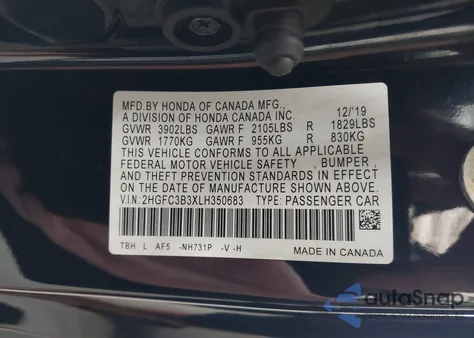 MFD.BY HONDA OF CANADA MFG.,
A DIVISION OF HONDA CANADA INC. 12/'19
GVWR 3902LBS GAWR F 2105LBS R 1829LBS
GVWR 1770KG GAWR F 955KG R 830KG
THIS VEHICLE CONFORMS TO ALL APPLICABLE
FEDERAL MOTOR VEHICLE SAFETY , BUMPER ,
AND THEFT PREVENTION STANDARDS IN EFFECT ON
THE DATE OF MANUFACTURE SHOWN ABOVE.
V.I.N.:2HGFC3B3XLH350683 TYPE:PASSENGER CAR
TBH L AF5 -NH731P -V -H MADE IN CANADA
autoSnap